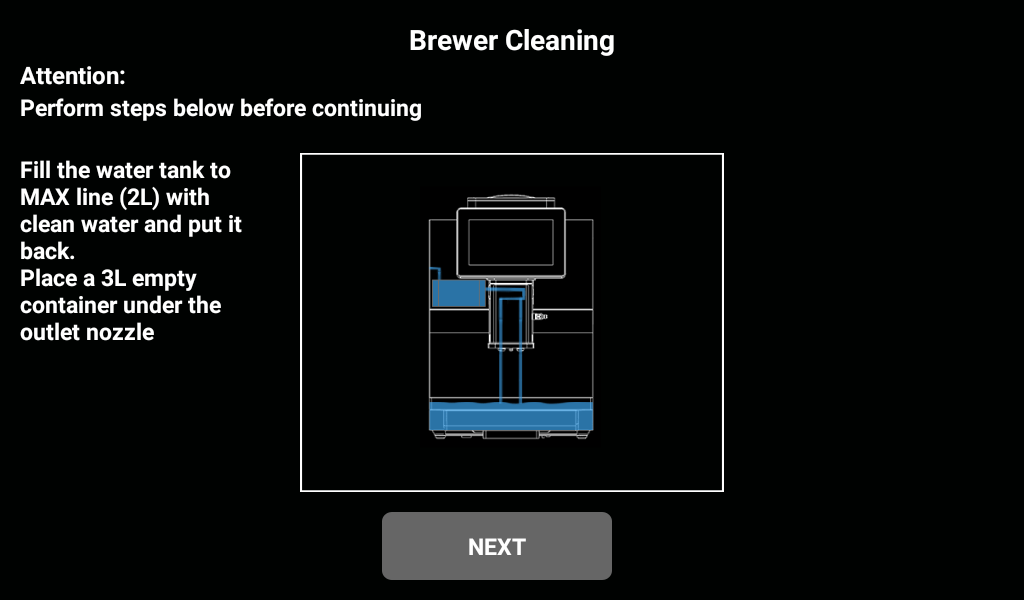 Brewer Cleaning
Attention:
Perform steps below before continuing
Fill the water tank to
MAX line (2L) with
clean water and put it
back.
Place a 3L empty
container under the
outlet nozzle
NEXT